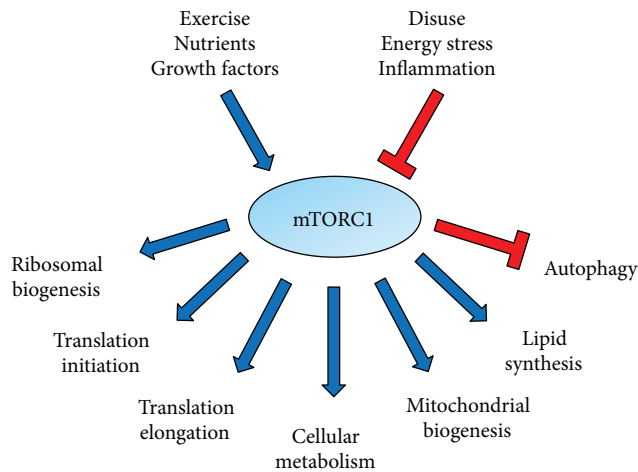 Exercise
Nutrients
Growth factors
Disuse
Energy stress
Inflammation
mTORC1
Ribosomal
biogenesis
Translation
initiation
Translation
elongation
Cellular
metabolism
Mitochondrial
biogenesis
Lipid
synthesis
Autophagy